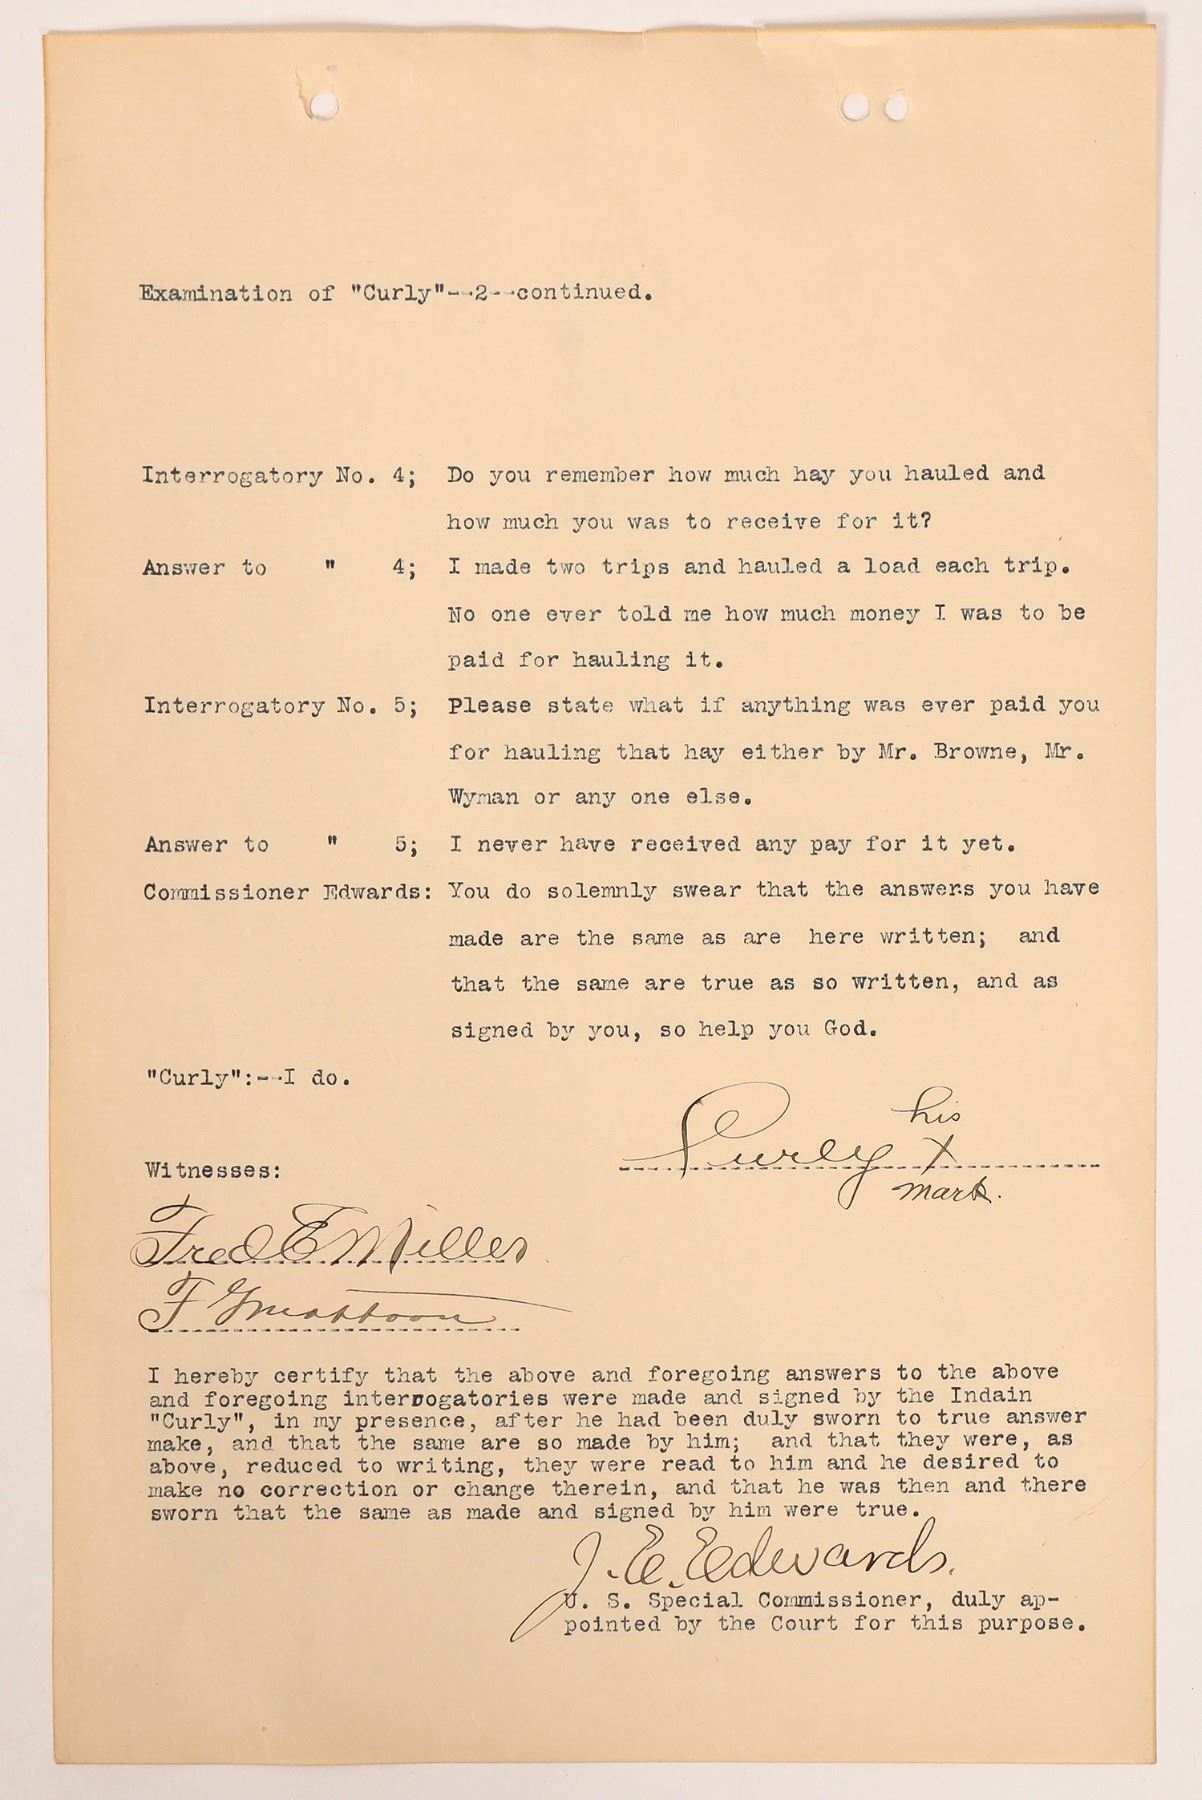 Examination of "Curly"--2--continued.
Interrogatory No. 4; Do you remember how much hay you hauled and
how much you was to receive for it?
Answer to " 4; I made two trips and hauled a load each trip.
No one ever told me how much money I was to be
paid for hauling it.
Interrogatory No. 5; Please state what if anything was ever paid you
for hauling that hay either by Mr. Browne, Mr.
Wyman or any one else.
Answer to " 5; I never have received any pay for it yet.
Commissioner Edwards: You do solemnly swear that the answers you have
made are the same as are here written; and
that the same are true as so written, and as
signed by you, so help you God.
"Curly":--I do.
his
Curly X
mark.
Witnesses:
Fred E Miller
F G Mattoon
I hereby certify that the above and foregoing answers to the above
and foregoing interrogatories were made and signed by the Indain
"Curly", in my presence, after he had been duly sworn to true answer
make, and that the same are so made by him; and that they were, as
above, reduced to writing, they were read to him and he desired to
make no correction or change therein, and that he was then and there
sworn that the same as made and signed by him were true.
J. E. Edwards.
U. S. Special Commissioner, duly ap-
pointed by the Court for this purpose.